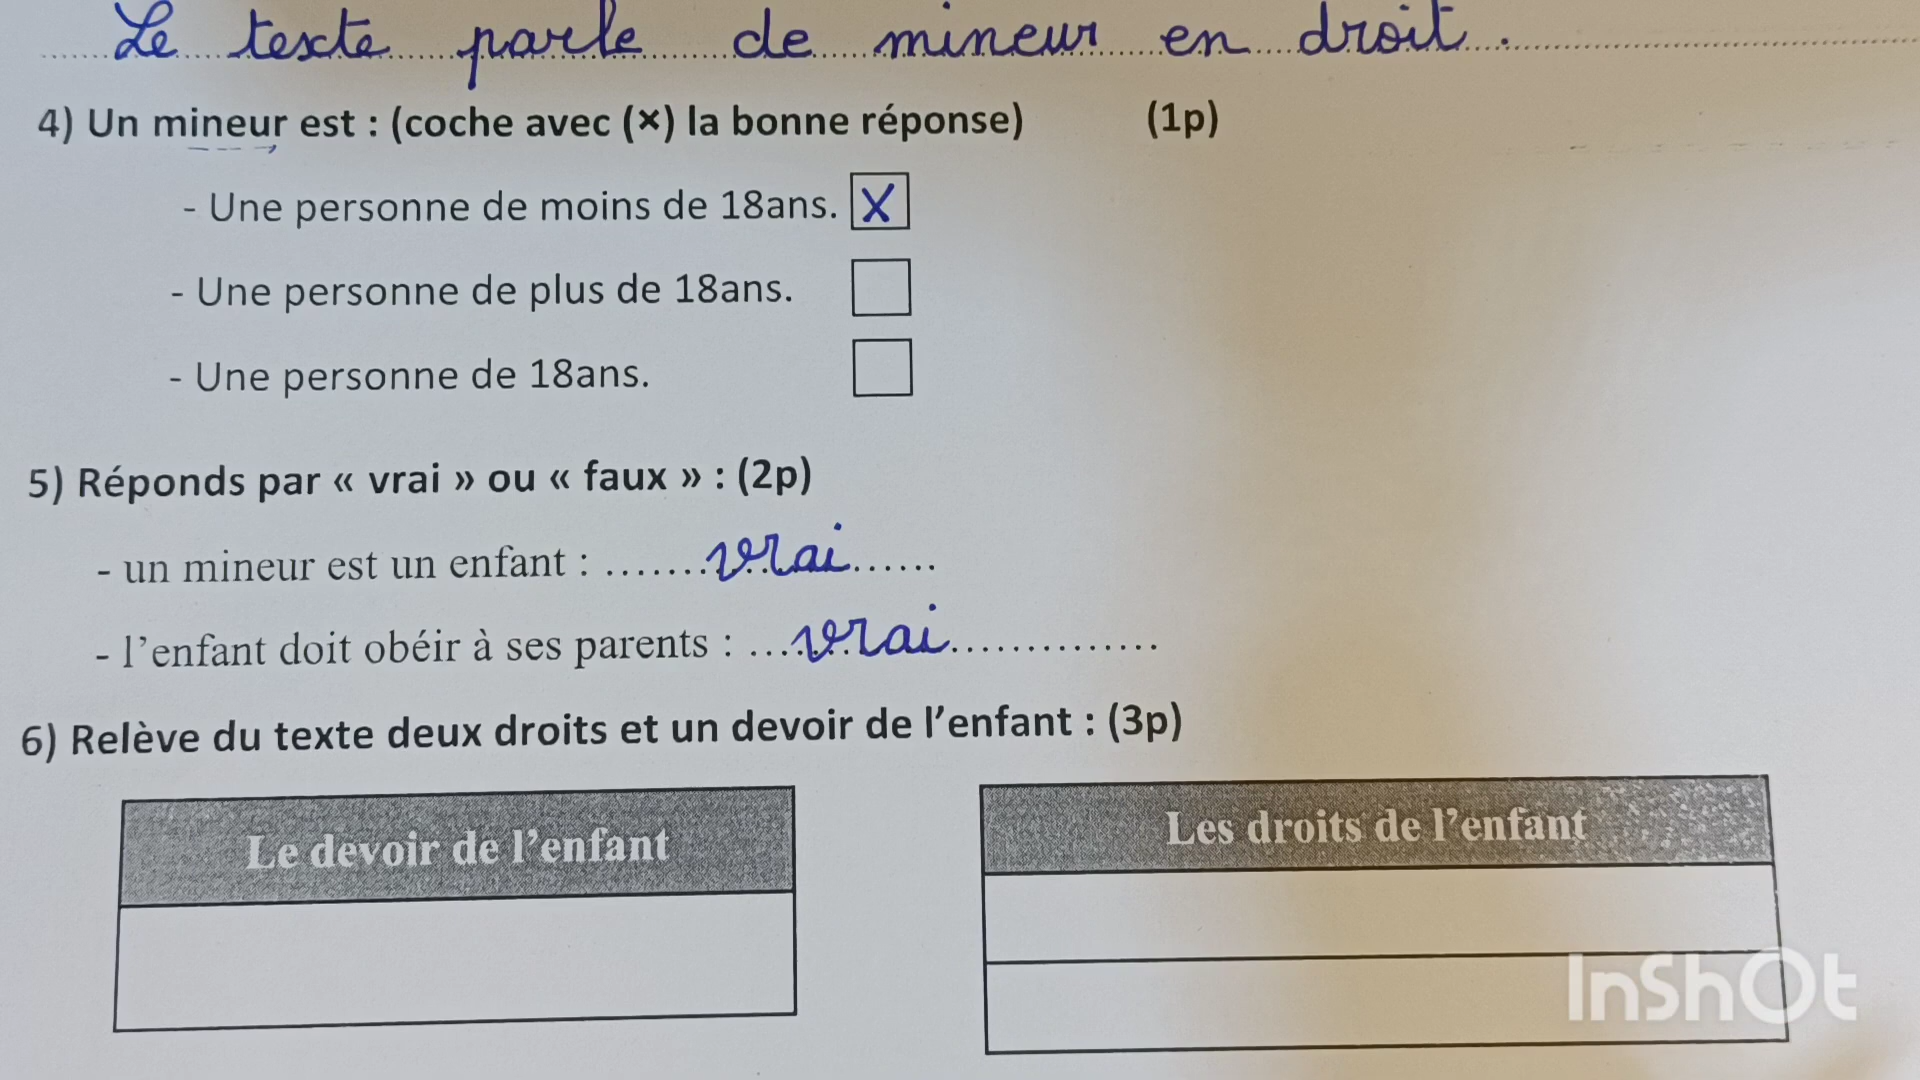 Le texte parle de mineur en droit.
4) Un mineur est : (coche avec (×) la bonne réponse) (1p)
- Une personne de moins de 18ans. X
- Une personne de plus de 18ans.
- Une personne de 18ans.
5) Réponds par « vrai » ou « faux » : (2p)
- un mineur est un enfant : .......vrai......
- l'enfant doit obéir à ses parents : ...vrai..............
6) Relève du texte deux droits et un devoir de l'enfant : (3p)
Le devoir de l'enfant
Les droits de l'enfant
InShOt